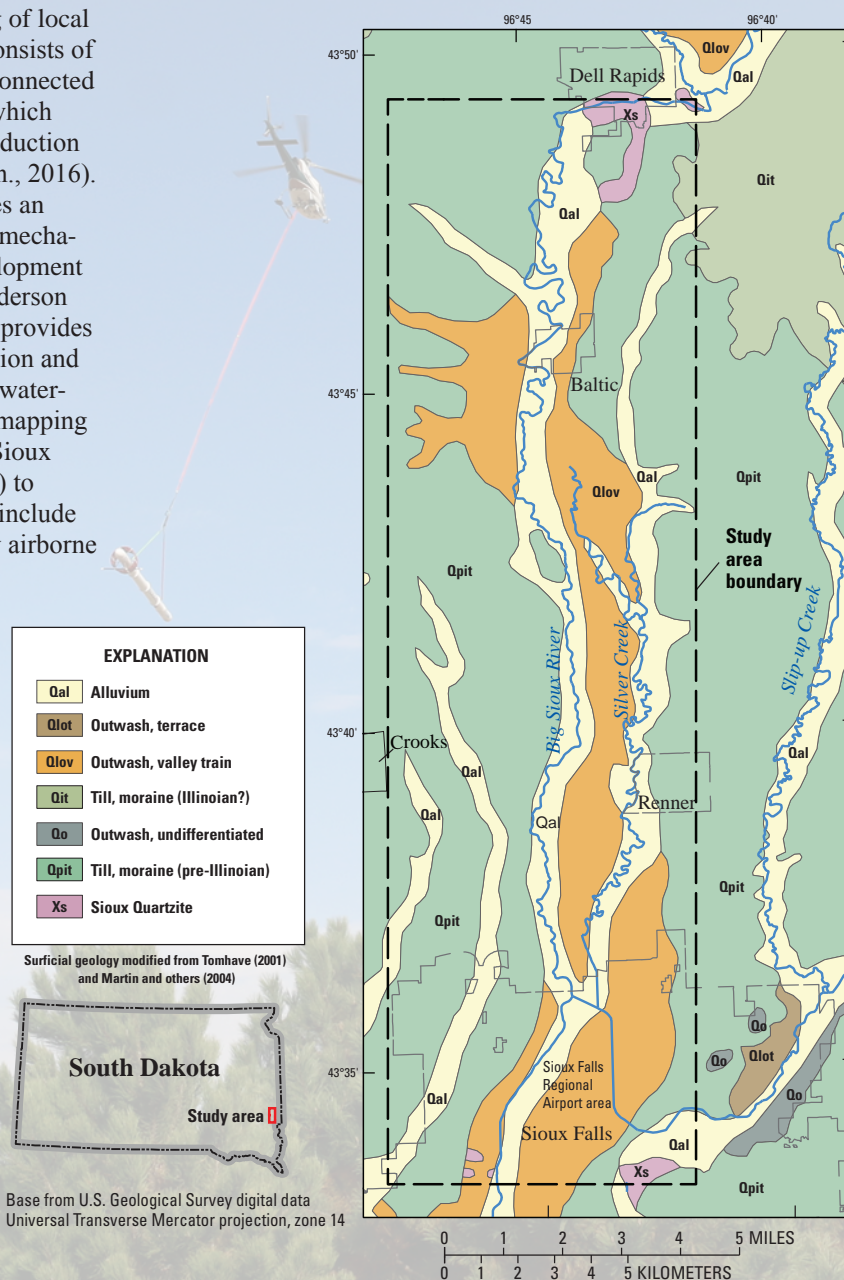 g of local
onsists of
onnected
which
duction
n., 2016).
es an
mecha-
lopment
derson
provides
ion and
water-
mapping
Sioux
) to
include
airborne
96°45'
96°40'
43°50'
Qlov
Qal
Dell Rapids
Xs
Qit
Qal
43°45'
Baltic
Qlov
Qal
Qpit
Study
area
boundary
Qpit
Big Sioux River
Silver Creek
Slip-up Creek
EXPLANATION
Qal Alluvium
Qlot Outwash, terrace
Qlov Outwash, valley train
Qit Till, moraine (Illinoian?)
Qo Outwash, undifferentiated
Qpit Till, moraine (pre-Illinoian)
Xs Sioux Quartzite
Surficial geology modified from Tomhave (2001)
and Martin and others (2004)
43°40'
Crooks
Qal
Qal
Qal
Qal
Renner
Qpit
Qpit
South Dakota
Study area
43°35'
Qo
Qo
Qlot
Qo
Sioux Falls
Regional
Airport area
Sioux Falls
Qal
Qal
Xs
Qpit
Base from U.S. Geological Survey digital data
Universal Transverse Mercator projection, zone 14
0 1 2 3 4 5 MILES
0 1 2 3 4 5 KILOMETERS